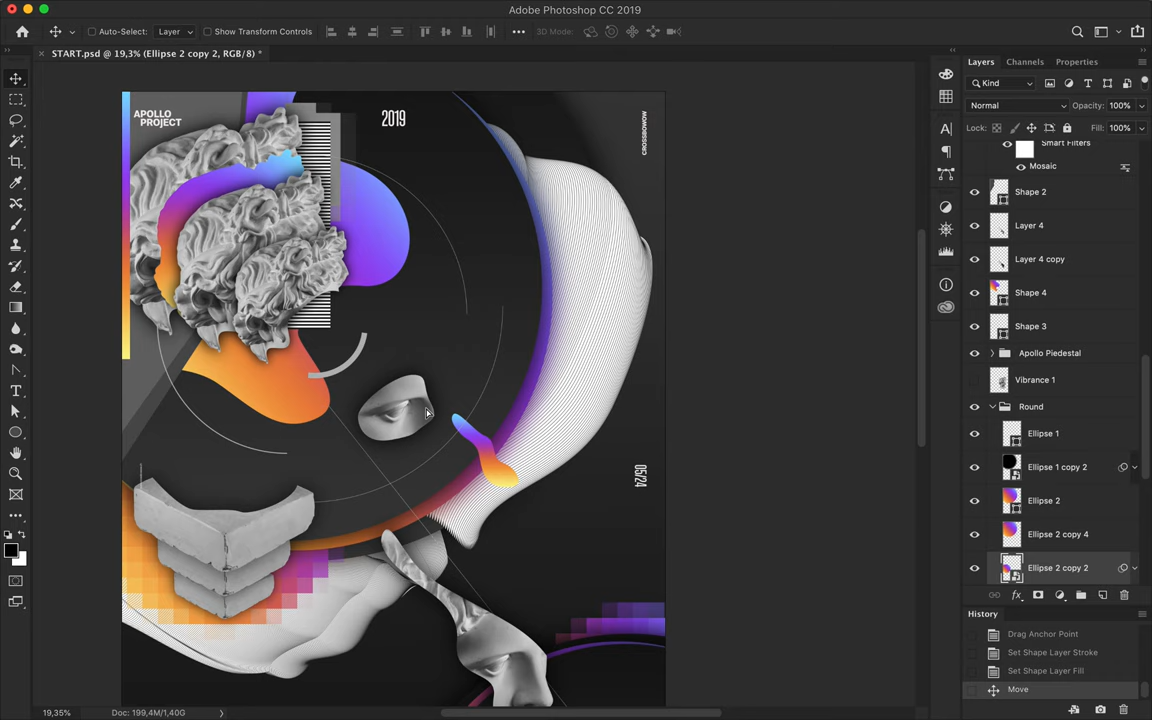 Adobe Photoshop CC 2019
Auto-Select:
Layer
Show Transform Controls
3D Mode:
START.psd @ 19,3% (Ellipse 2 copy 2, RGB/8) *
APOLLO
PROJECT
2019
CROSSBOWOW
05/24
Layers
Channels
Properties
Kind
Normal
Opacity: 100%
Lock:
Fill: 100%
Smart Filters
Mosaic
Shape 2
Layer 4
Layer 4 copy
Shape 4
Shape 3
Apollo Piedestal
Vibrance 1
Round
Ellipse 1
Ellipse 1 copy 2
Ellipse 2
Ellipse 2 copy 4
Ellipse 2 copy 2
fx
History
Drag Anchor Point
Set Shape Layer Stroke
Set Shape Layer Fill
Move
19,35%
Doc: 199,4M/1,40G